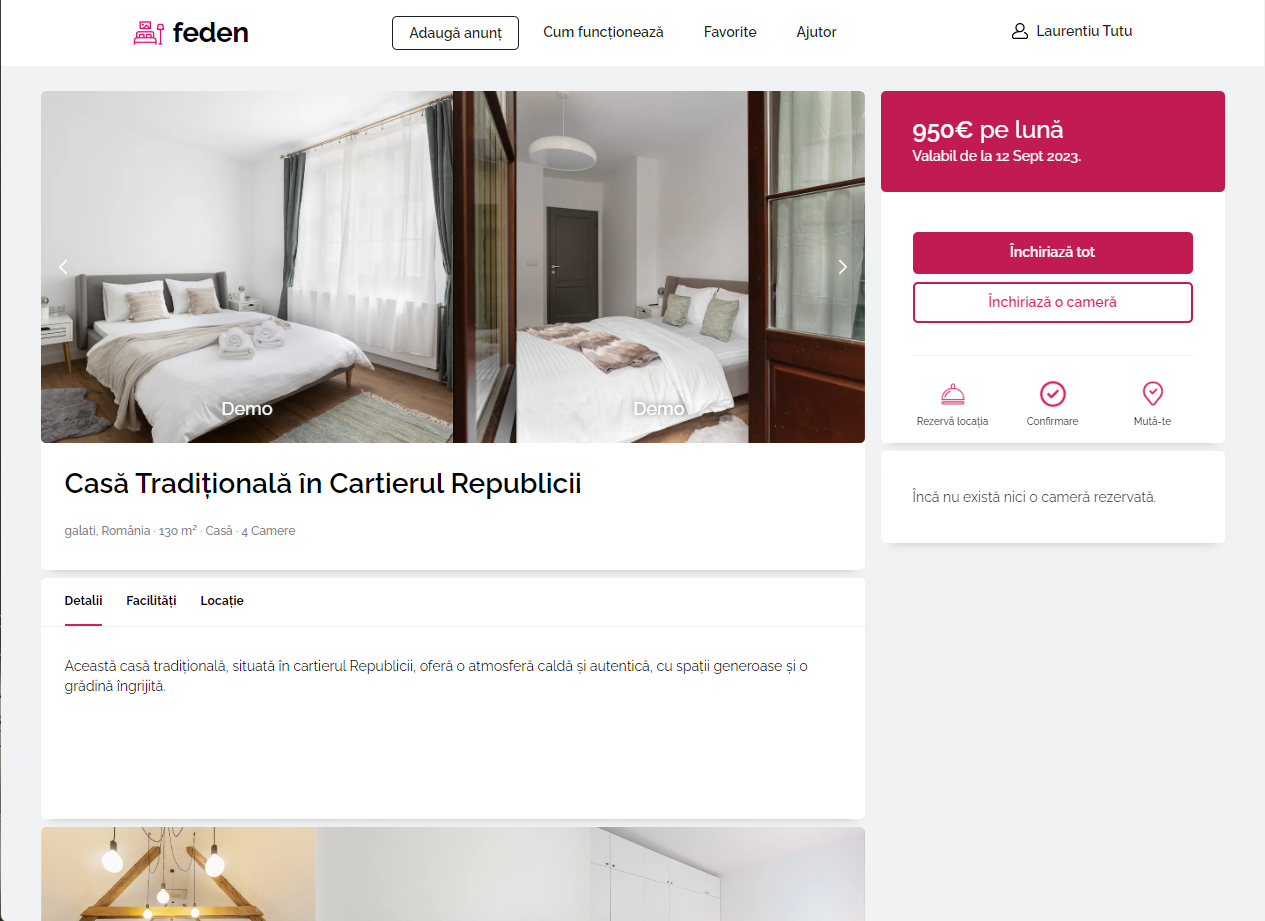 feden
Adaugă anunț
Cum funcționează
Favorite
Ajutor
Laurentiu Tutu
Demo
Demo
950€ pe lună
Valabil de la 12 Sept 2023.
Închiriază tot
Închiriază o cameră
Rezervă locația
Confirmare
Mută-te
Încă nu există nici o cameră rezervată.
Casă Tradițională în Cartierul Republicii
galati, România · 130 m² · Casă · 4 Camere
Detalii
Facilități
Locație
Această casă tradițională, situată în cartierul Republicii, oferă o atmosferă caldă și autentică, cu spații generoase și o
grădină îngrijită.